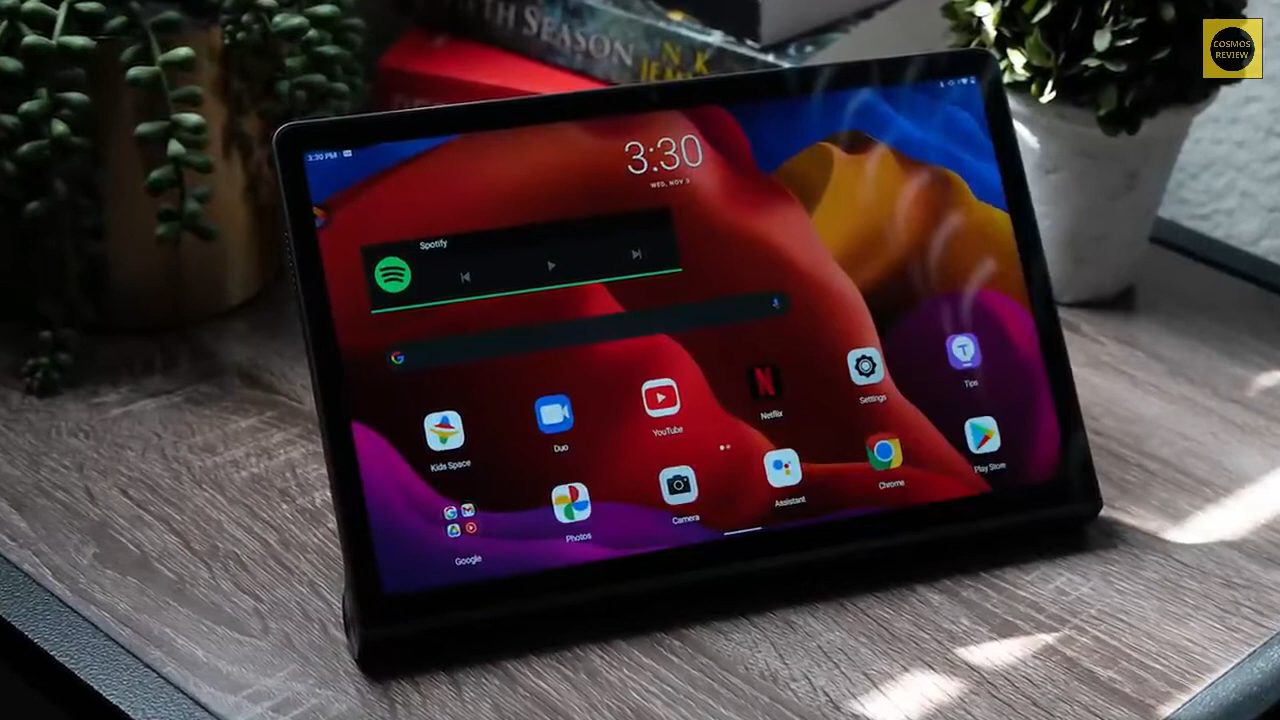 COSMOS
REVIEW
FIFTH SEASON
N. K.
3:30 PM
3:30
WED, NOV 3
Spotify
Kids Space
Duo
YouTube
Netflix
Settings
Tips
Google
Photos
Camera
Assistant
Chrome
Play Store